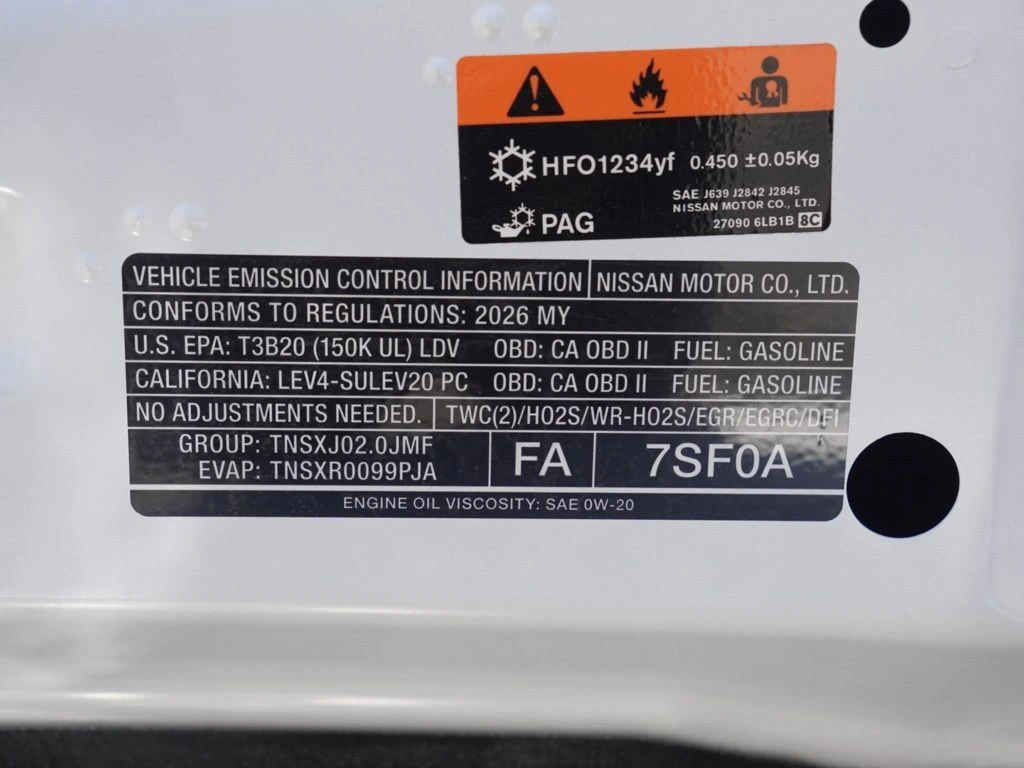 HFO1234yf 0.450 ±0.05Kg
SAE J639 J2842 J2845
NISSAN MOTOR CO., LTD.
PAG
27090 6LB1B 8C
VEHICLE EMISSION CONTROL INFORMATION NISSAN MOTOR CO., LTD.
CONFORMS TO REGULATIONS: 2026 MY
U.S. EPA: T3B20 (150K UL) LDV OBD: CA OBD II FUEL: GASOLINE
CALIFORNIA: LEV4-SULEV20 PC OBD: CA OBD II FUEL: GASOLINE
NO ADJUSTMENTS NEEDED. TWC(2)/HO2S/WR-HO2S/EGR/EGRC/DFI
GROUP: TNSXJ02.0JMF
EVAP: TNSXR0099PJA
FA
7SF0A
ENGINE OIL VISCOSITY: SAE 0W-20